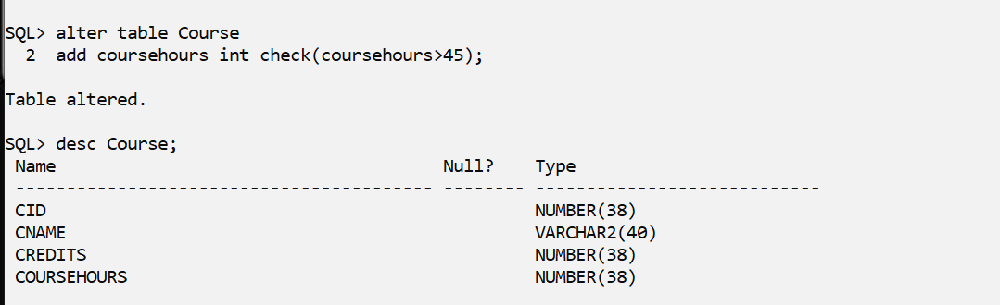 SQL> alter table Course
  2  add coursehours int check(coursehours>45);
Table altered.
SQL> desc Course;
 Name                                      Null?    Type
 ----------------------------------------- -------- ----------------------------
 CID                                                NUMBER(38)
 CNAME                                              VARCHAR2(40)
 CREDITS                                            NUMBER(38)
 COURSEHOURS                                        NUMBER(38)